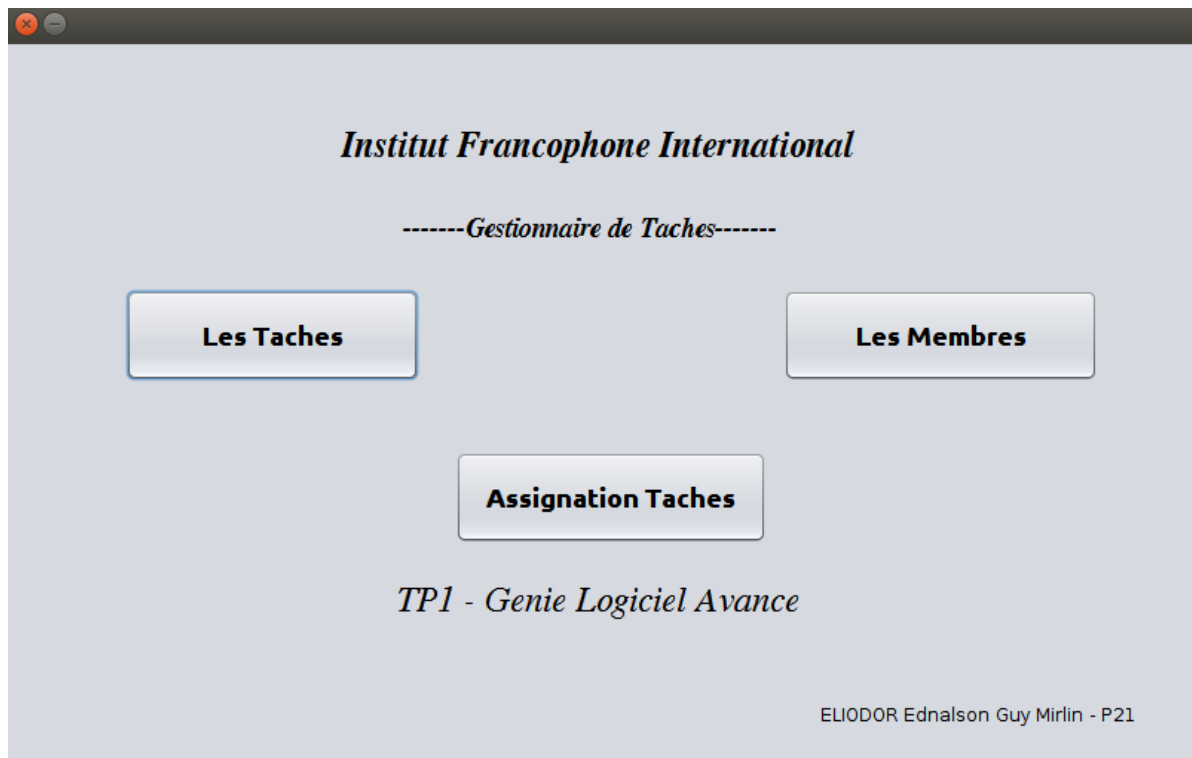 Institut Francophone International
-------Gestionnaire de Taches-------
Les Taches
Les Membres
Assignation Taches
TP1 - Genie Logiciel Avance
ELIODOR Ednalson Guy Mirlin - P21